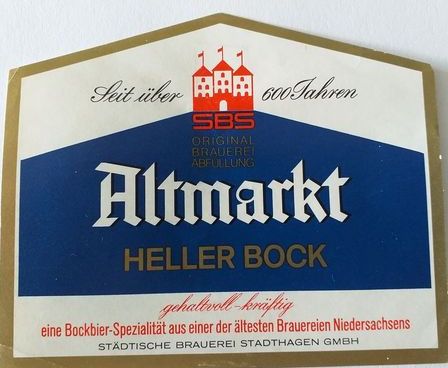 Seit über 600 Jahren
SBS
ORIGINAL
BRAUEREI
ABFÜLLUNG
Altmarkt
HELLER BOCK
gehaltvoll-kräftig
eine Bockbier-Spezialität aus einer der ältesten Brauereien Niedersachsens
STÄDTISCHE BRAUEREI STADTHAGEN GMBH